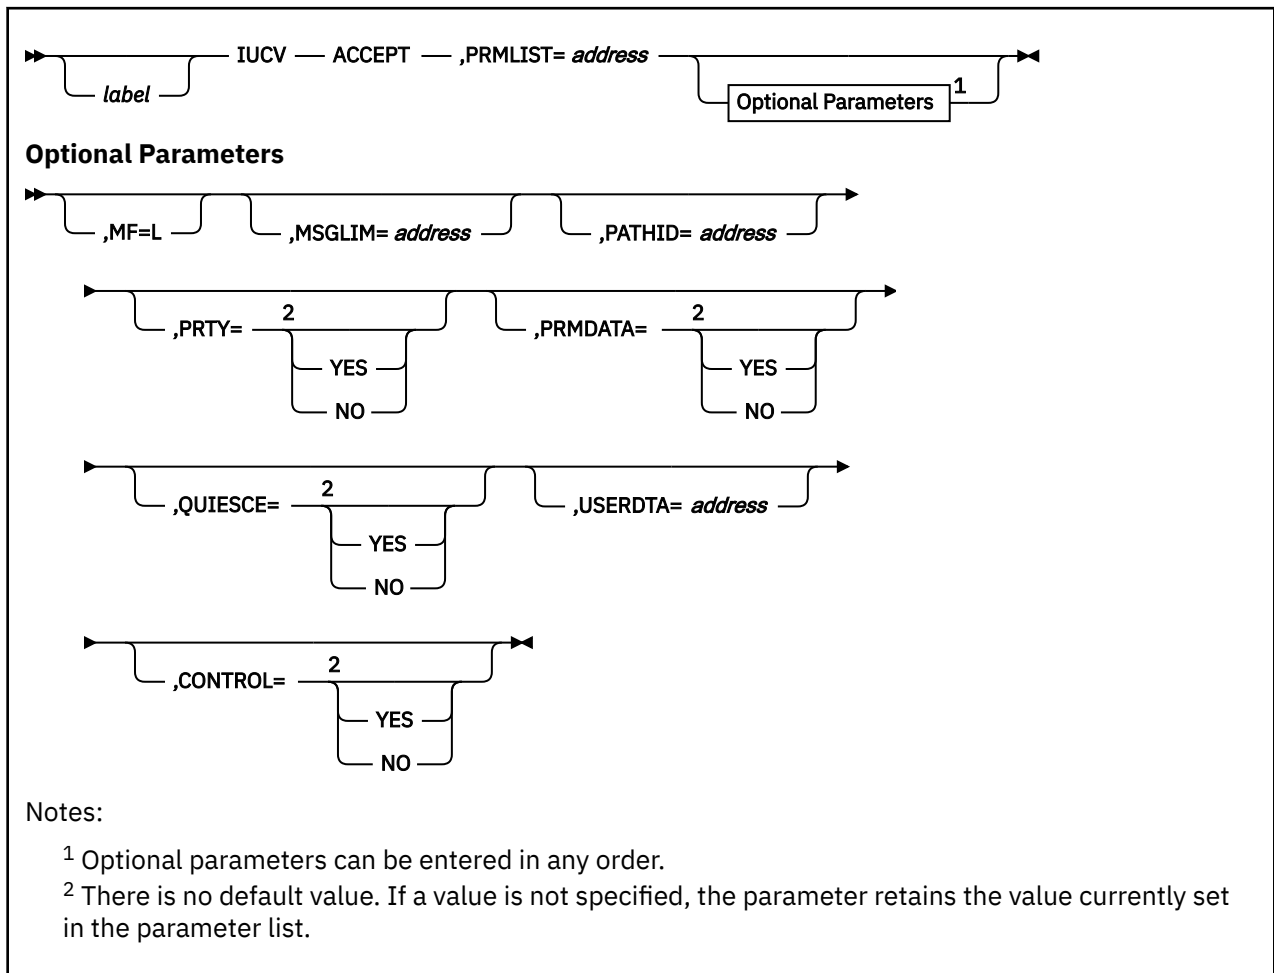 IUCV ACCEPT ,PRMLIST= address
label
Optional Parameters 1
Optional Parameters
,MF=L ,MSGLIM= address ,PATHID= address
,PRTY= 2 ,PRMDATA= 2
YES YES
NO NO
,QUIESCE= 2 ,USERDTA= address
YES
NO
,CONTROL= 2
YES
NO
Notes:
1 Optional parameters can be entered in any order.
2 There is no default value. If a value is not specified, the parameter retains the value currently set
in the parameter list.